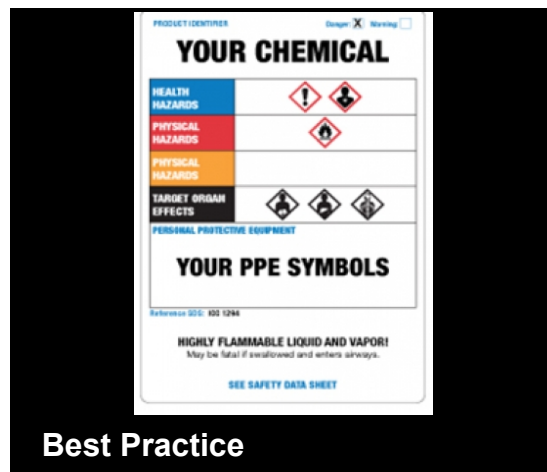 PRODUCT IDENTIFIER Danger: X Warning:
YOUR CHEMICAL
HEALTH
HAZARDS
PHYSICAL
HAZARDS
PHYSICAL
HAZARDS
TARGET ORGAN
EFFECTS
PERSONAL PROTECTIVE EQUIPMENT
YOUR PPE SYMBOLS
Reference SDS: ICG 1294
HIGHLY FLAMMABLE LIQUID AND VAPOR!
May be fatal if swallowed and enters airways.
SEE SAFETY DATA SHEET
Best Practice